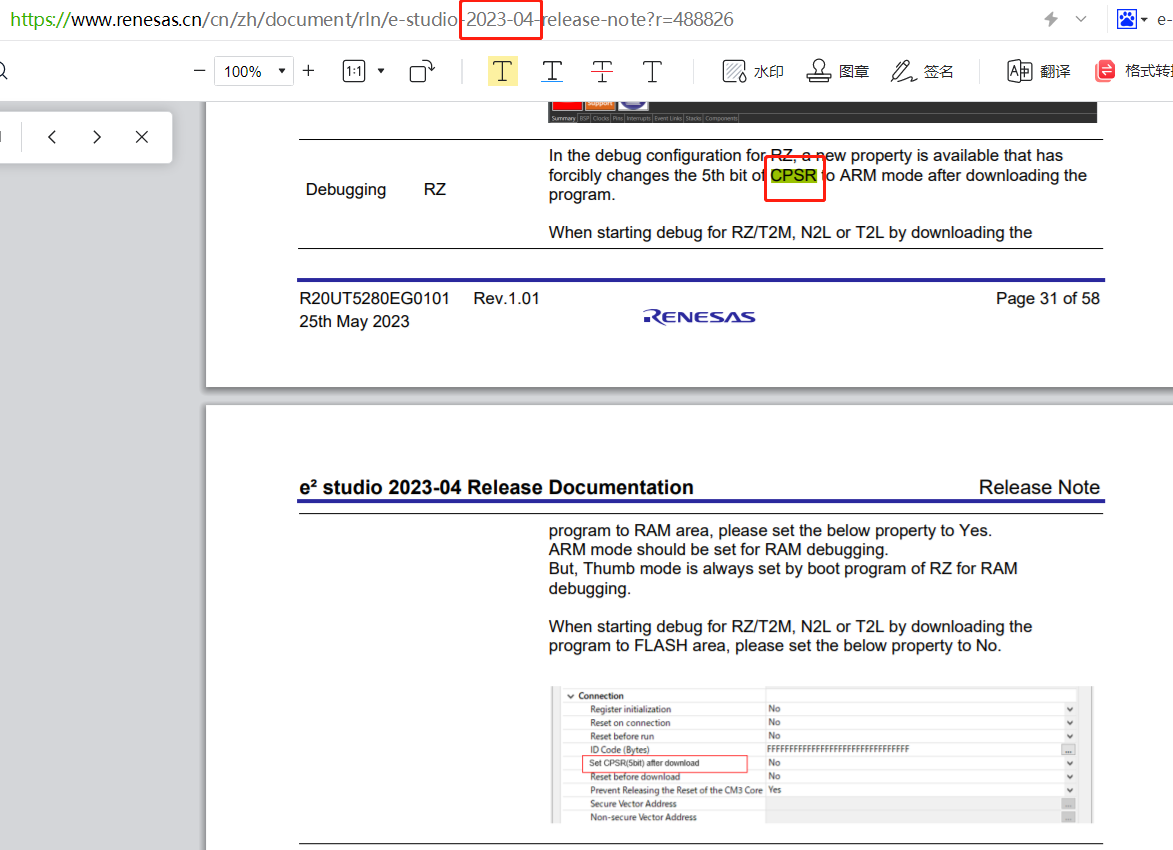 https://www.renesas.cn/cn/zh/document/rln/e-studio-2023-04-release-note?r=488826
e-
100%
1:1
水印
图章
签名
翻译
格式转
Support
Summary BSP Clocks Pins Interrupts Event Links Stacks Components
In the debug configuration for RZ, a new property is available that has
forcibly changes the 5th bit of CPSR to ARM mode after downloading the
program.
Debugging RZ
When starting debug for RZ/T2M, N2L or T2L by downloading the
R20UT5280EG0101 Rev.1.01
Page 31 of 58
25th May 2023
RENESAS
e² studio 2023-04 Release Documentation
Release Note
program to RAM area, please set the below property to Yes.
ARM mode should be set for RAM debugging.
But, Thumb mode is always set by boot program of RZ for RAM
debugging.
When starting debug for RZ/T2M, N2L or T2L by downloading the
program to FLASH area, please set the below property to No.
Connection
Register initialization No
Reset on connection No
Reset before run No
ID Code (Bytes) FFFFFFFFFFFFFFFFFFFFFFFFFFFFFFFF
Set CPSR(5bit) after download No
Reset before download No
Prevent Releasing the Reset of the CM3 Core Yes
Secure Vector Address
Non-secure Vector Address